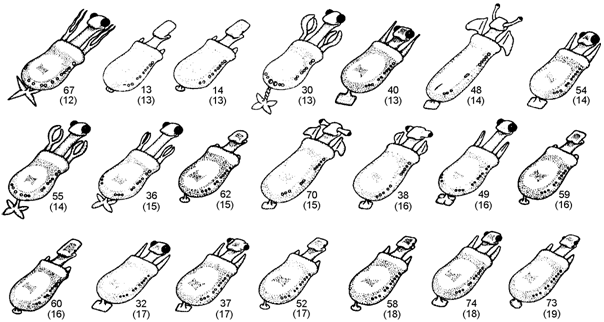 67 13 14 30 40 48 54
(12) (13) (13) (13) (13) (14) (14)
55 36 62 70 38 49 59
(14) (15) (15) (15) (16) (16) (16)
60 32 37 52 58 74 73
(16) (17) (17) (17) (18) (18) (19)